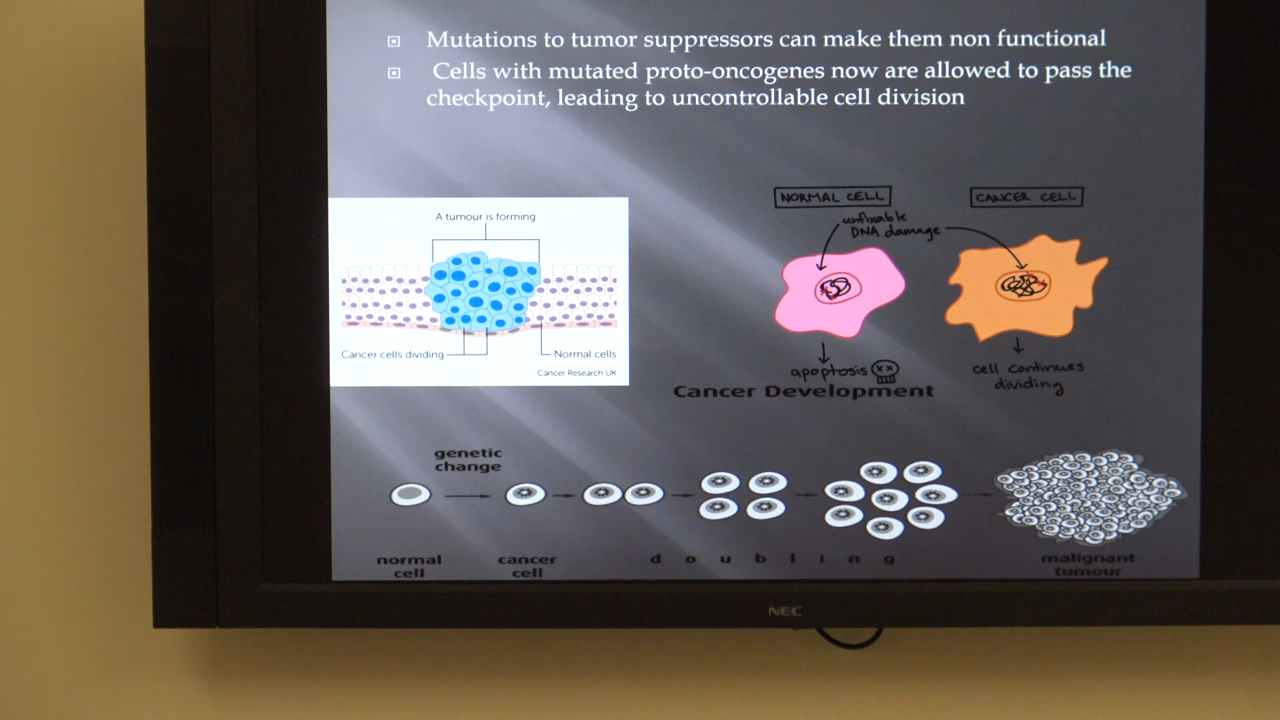 Mutations to tumor suppressors can make them non functional
Cells with mutated proto-oncogenes now are allowed to pass the
checkpoint, leading to uncontrollable cell division
A tumour is forming
Cancer cells dividing
Normal cells
Cancer Research UK
NORMAL CELL
CANCER CELL
unfixable
DNA damage
apoptosis
cell continues
dividing
Cancer Development
genetic
change
normal
cell
cancer
cell
d o u b l i n g
malignant
tumour
NEC